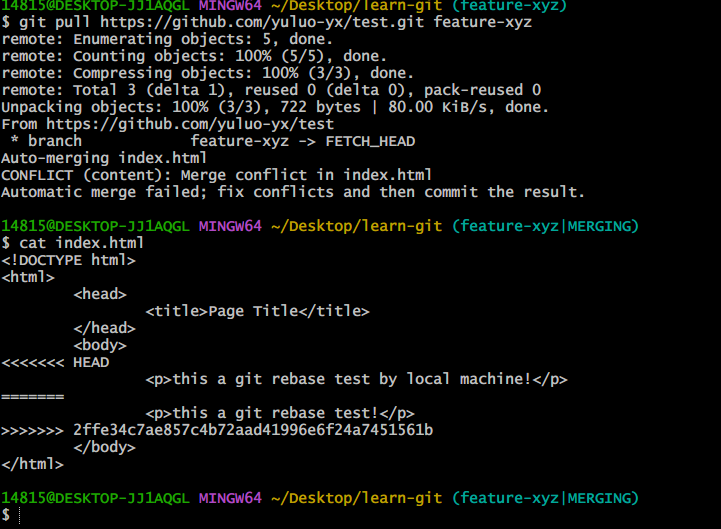 14815@DESKTOP-JJ1AQGL MINGW64 ~/Desktop/learn-git (feature-xyz)
$ git pull https://github.com/yuluo-yx/test.git feature-xyz
remote: Enumerating objects: 5, done.
remote: Counting objects: 100% (5/5), done.
remote: Compressing objects: 100% (3/3), done.
remote: Total 3 (delta 1), reused 0 (delta 0), pack-reused 0
Unpacking objects: 100% (3/3), 722 bytes | 80.00 KiB/s, done.
From https://github.com/yuluo-yx/test
 * branch            feature-xyz -> FETCH_HEAD
Auto-merging index.html
CONFLICT (content): Merge conflict in index.html
Automatic merge failed; fix conflicts and then commit the result.

14815@DESKTOP-JJ1AQGL MINGW64 ~/Desktop/learn-git (feature-xyz|MERGING)
$ cat index.html
<!DOCTYPE html>
<html>
        <head>
                <title>Page Title</title>
        </head>
        <body>
<<<<<<< HEAD
                <p>this a git rebase test by local machine!</p>
=======
                <p>this a git rebase test!</p>
>>>>>>> 2ffe34c7ae857c4b72aad41996e6f24a7451561b
        </body>
</html>

14815@DESKTOP-JJ1AQGL MINGW64 ~/Desktop/learn-git (feature-xyz|MERGING)
$